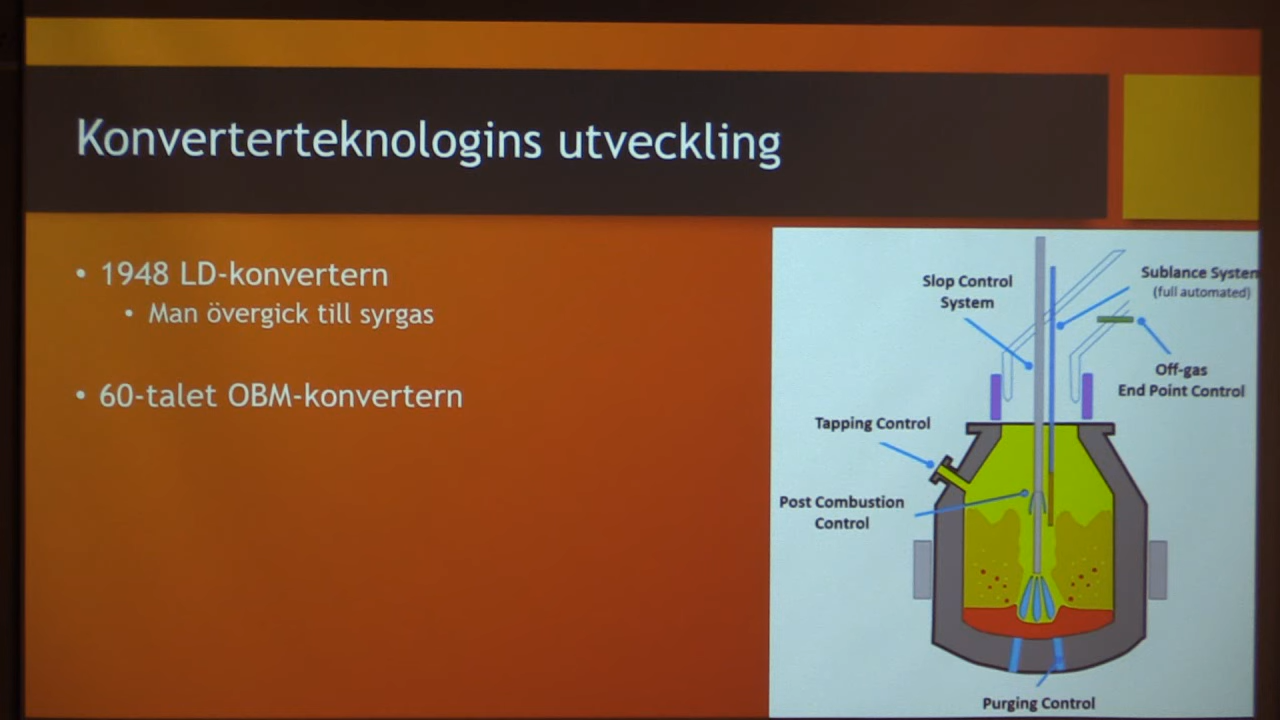 Konverterteknologins utveckling
• 1948 LD-konvertern
• Man övergick till syrgas
• 60-talet OBM-konvertern
Slop Control
System
Sublance System
(full automated)
Off-gas
End Point Control
Tapping Control
Post Combustion
Control
Purging Control